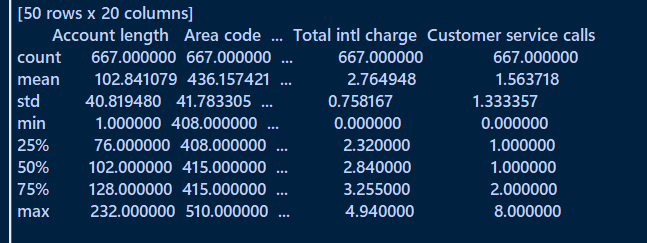 [50 rows x 20 columns]
Account length Area code ... Total intl charge Customer service calls
count 667.000000 667.000000 ... 667.000000 667.000000
mean 102.841079 436.157421 ... 2.764948 1.563718
std 40.819480 41.783305 ... 0.758167 1.333357
min 1.000000 408.000000 ... 0.000000 0.000000
25% 76.000000 408.000000 ... 2.320000 1.000000
50% 102.000000 415.000000 ... 2.840000 1.000000
75% 128.000000 415.000000 ... 3.255000 2.000000
max 232.000000 510.000000 ... 4.940000 8.000000